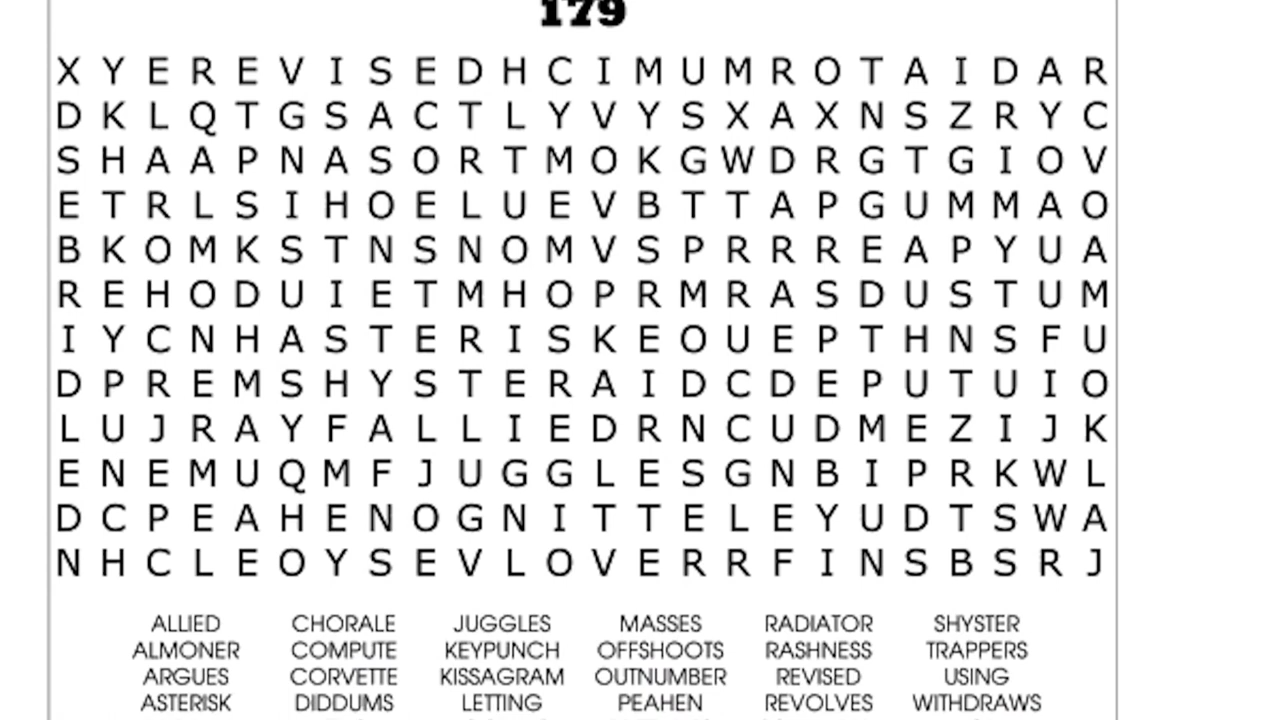 179
X Y E R E V I S E D H C I M U M R O T A I D A R
D K L Q T G S A C T L Y V Y S X A X N S Z R Y C
S H A A P N A S O R T M O K G W D R G T G I O V
E T R L S I H O E L U E V B T T A P G U M M A O
B K O M K S T N S N O M V S P R R R E A P Y U A
R E H O D U I E T M H O P R M R A S D U S T U M
I Y C N H A S T E R I S K E O U E P T H N S F U
D P R E M S H Y S T E R A I D C D E P U T U I O
L U J R A Y F A L L I E D R N C U D M E Z I J K
E N E M U Q M F J U G G L E S G N B I P R K W L
D C P E A H E N O G N I T T E L E Y U D T S W A
N H C L E O Y S E V L O V E R R F I N S B S R J
ALLIED CHORALE JUGGLES MASSES RADIATOR SHYSTER
ALMONER COMPUTE KEYPUNCH OFFSHOOTS RASHNESS TRAPPERS
ARGUES CORVETTE KISSAGRAM OUTNUMBER REVISED USING
ASTERISK DIDDUMS LETTING PEAHEN REVOLVES WITHDRAWS